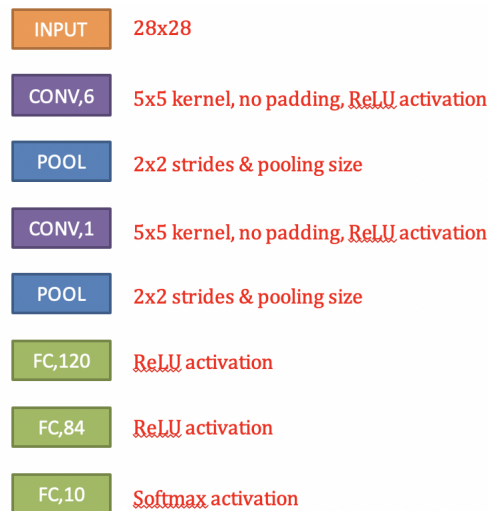 INPUT 28x28
CONV,6 5x5 kernel, no padding, ReLU activation
POOL 2x2 strides & pooling size
CONV,1 5x5 kernel, no padding, ReLU activation
POOL 2x2 strides & pooling size
FC,120 ReLU activation
FC,84 ReLU activation
FC,10 Softmax activation